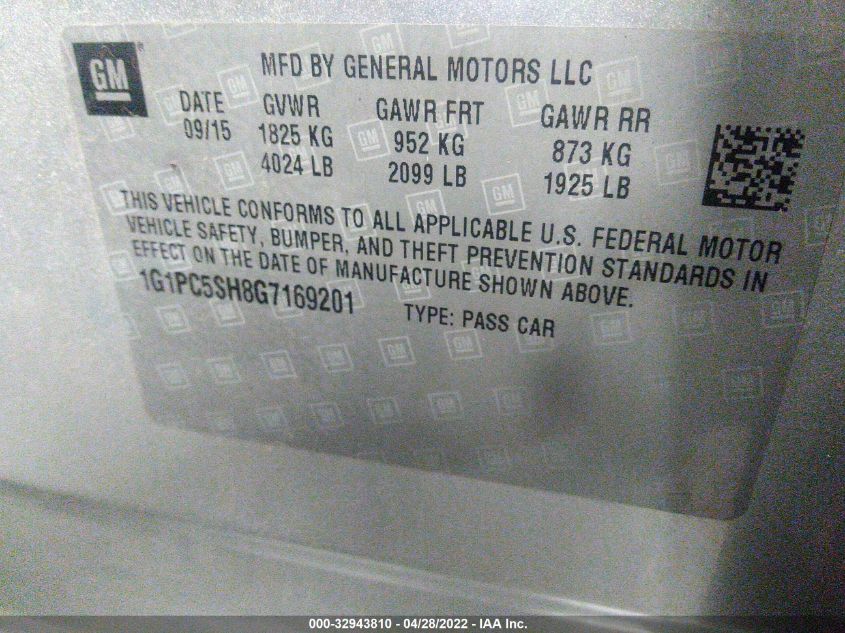 GM
MFD BY GENERAL MOTORS LLC
DATE GVWR GAWR FRT GAWR RR
09/15 1825 KG 952 KG 873 KG
4024 LB 2099 LB 1925 LB
THIS VEHICLE CONFORMS TO ALL APPLICABLE U.S. FEDERAL MOTOR
VEHICLE SAFETY, BUMPER, AND THEFT PREVENTION STANDARDS IN
EFFECT ON THE DATE OF MANUFACTURE SHOWN ABOVE.
1G1PC5SH8G7169201
TYPE: PASS CAR
000-32943810 - 04/28/2022 - IAA Inc.